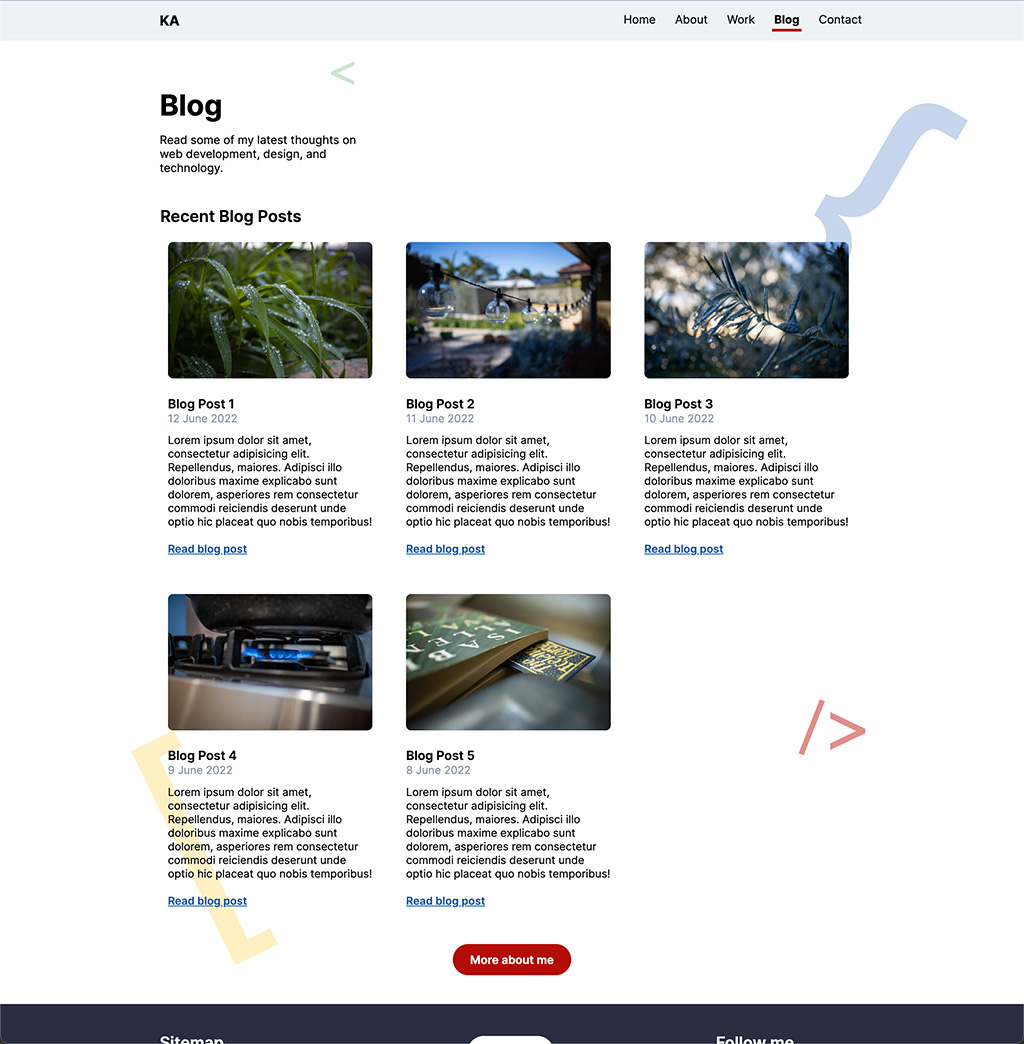 KA
Home About Work Blog Contact
<
{
Blog
Read some of my latest thoughts on
web development, design, and
technology.
Recent Blog Posts
Blog Post 1
12 June 2022
Lorem ipsum dolor sit amet,
consectetur adipisicing elit.
Repellendus, maiores. Adipisci illo
doloribus maxime explicabo sunt
dolorem, asperiores rem consectetur
commodi reiciendis deserunt unde
optio hic placeat quo nobis temporibus!
Read blog post
Blog Post 2
11 June 2022
Lorem ipsum dolor sit amet,
consectetur adipisicing elit.
Repellendus, maiores. Adipisci illo
doloribus maxime explicabo sunt
dolorem, asperiores rem consectetur
commodi reiciendis deserunt unde
optio hic placeat quo nobis temporibus!
Read blog post
Blog Post 3
10 June 2022
Lorem ipsum dolor sit amet,
consectetur adipisicing elit.
Repellendus, maiores. Adipisci illo
doloribus maxime explicabo sunt
dolorem, asperiores rem consectetur
commodi reiciendis deserunt unde
optio hic placeat quo nobis temporibus!
Read blog post
Blog Post 4
9 June 2022
Lorem ipsum dolor sit amet,
consectetur adipisicing elit.
Repellendus, maiores. Adipisci illo
doloribus maxime explicabo sunt
dolorem, asperiores rem consectetur
commodi reiciendis deserunt unde
optio hic placeat quo nobis temporibus!
Read blog post
Blog Post 5
8 June 2022
Lorem ipsum dolor sit amet,
consectetur adipisicing elit.
Repellendus, maiores. Adipisci illo
doloribus maxime explicabo sunt
dolorem, asperiores rem consectetur
commodi reiciendis deserunt unde
optio hic placeat quo nobis temporibus!
Read blog post
/>
[
More about me
Sitemap
Follow me